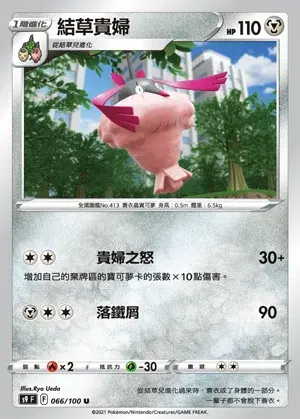 1階進化
結草貴婦
HP 110
從結草兒進化
全國圖鑑No.413 蓑衣蟲寶可夢 身高:0.5m 體重:6.5kg
貴婦之怒 30+
增加自己的棄牌區的寶可夢卡的張數×10點傷害。
落鐵屑 90
弱點 ×2 抵抗力 -30 撤退
Illus.Ryo Ueda
S9 F F 066/100 U
從結草兒進化過來時,蓑衣成了身體的一部分。
一輩子都不會脫下來。
©2021 Pokémon/Nintendo/Creatures/GAME FREAK.